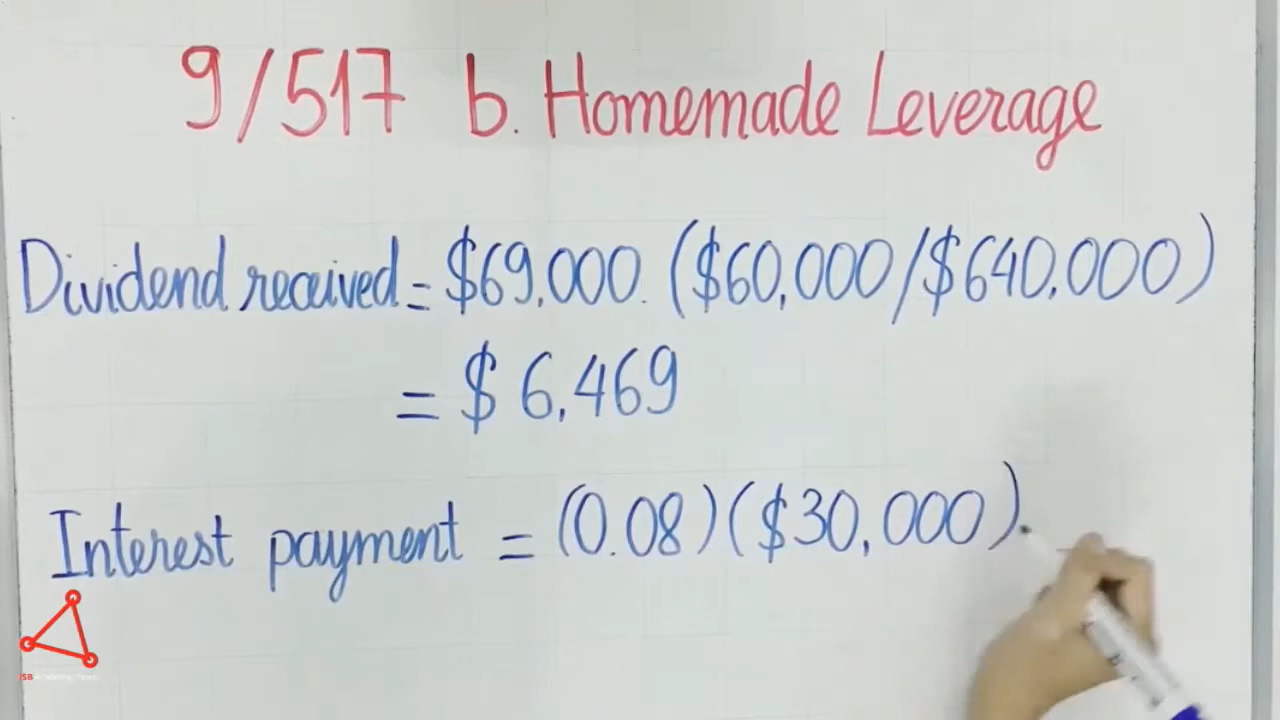 9/517 b. Homemade Leverage
Dividend received = $69,000. ($60,000/$640,000)
= $6,469
Interest payment = (0.08)($30,000).